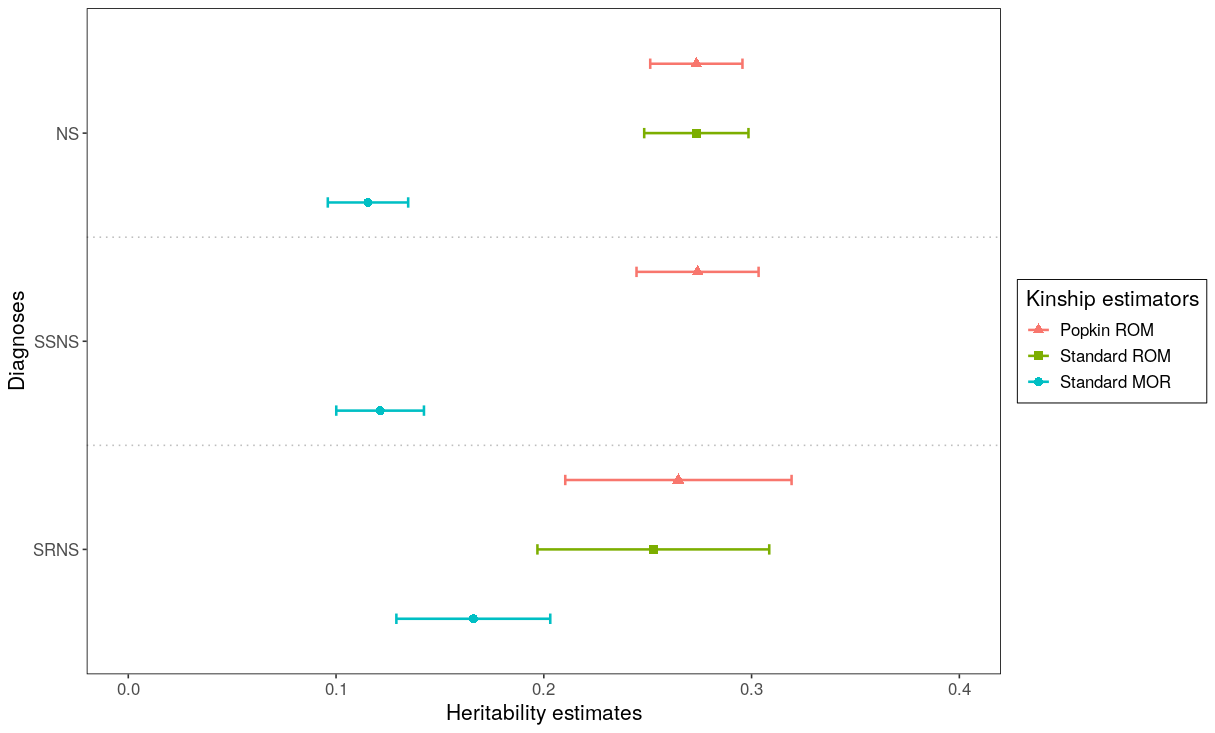 Diagnoses
NS
SSNS
SRNS
0.0 0.1 0.2 0.3 0.4
Heritability estimates
Kinship estimators
Popkin ROM
Standard ROM
Standard MOR